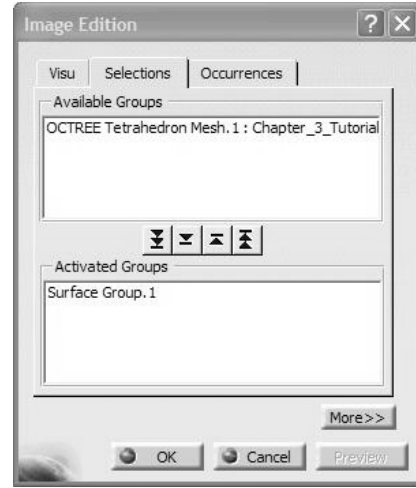 Image Edition
Visu Selections Occurrences
Available Groups
OCTREE Tetrahedron Mesh.1 : Chapter_3_Tutorial
Activated Groups
Surface Group.1
More>>
OK Cancel Preview